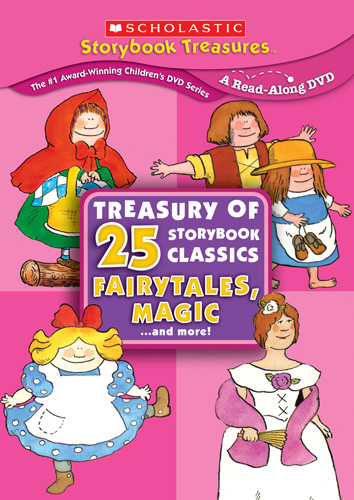 SCHOLASTIC
Storybook Treasures™
The #1 Award-Winning Children's DVD Series
A Read-Along DVD
TREASURY OF
25 STORYBOOK
CLASSICS
FAIRYTALES,
MAGIC
...and more!